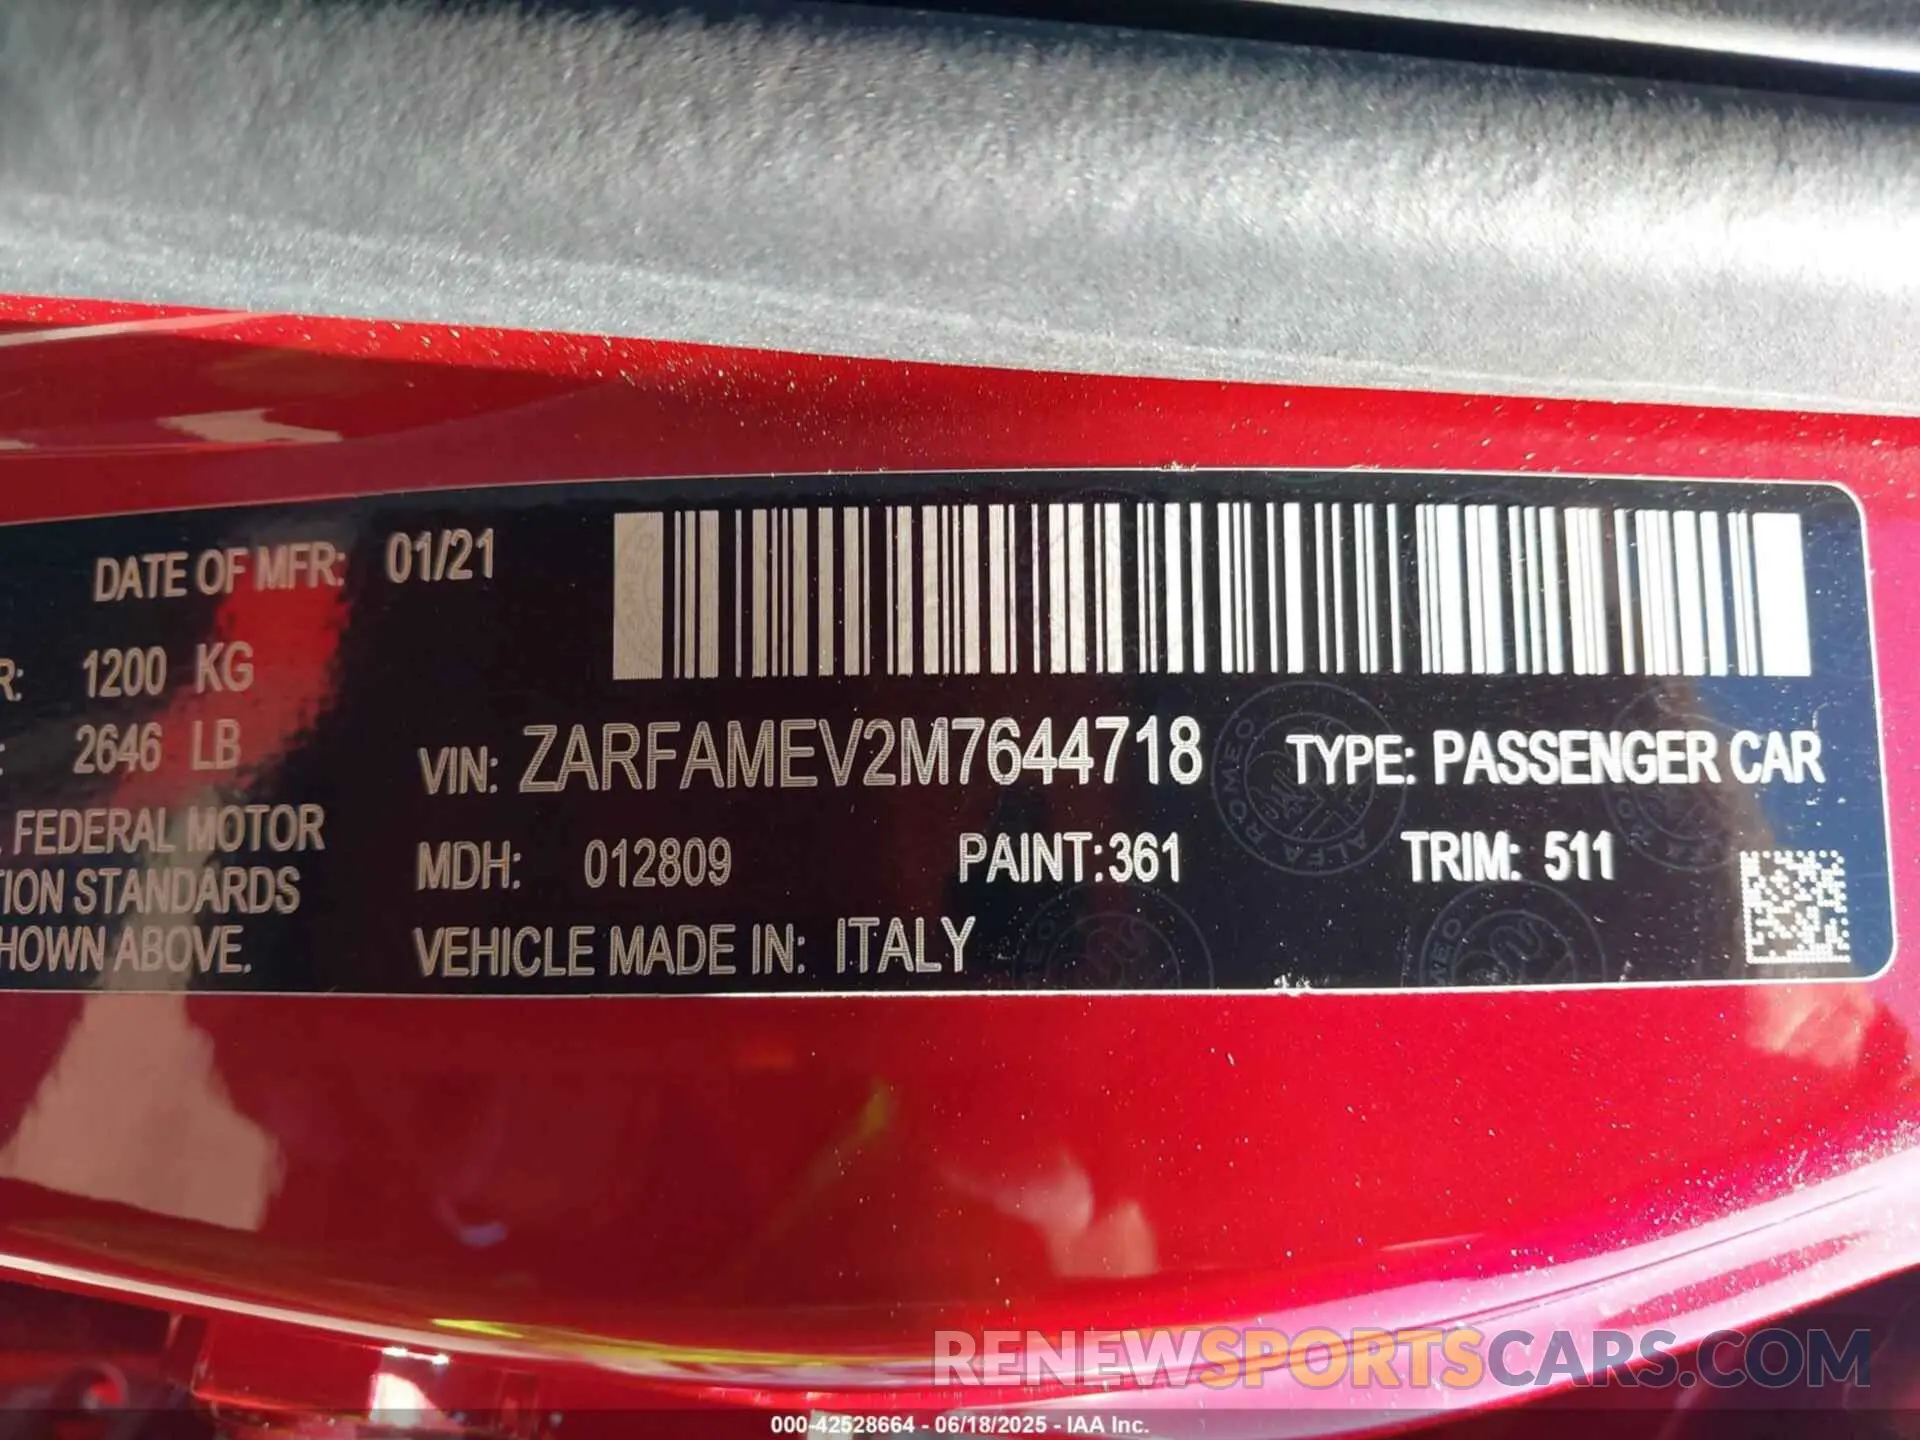 DATE OF MFR: 01/21
R: 1200 KG
: 2646 LB
VIN: ZARFAMEV2M7644718 TYPE: PASSENGER CAR
FEDERAL MOTOR
TION STANDARDS
HOWN ABOVE.
MDH: 012809 PAINT:361 TRIM: 511
VEHICLE MADE IN: ITALY
ALFA ROMEO
RENEWSPORTSCARS.COM
000-42528664 - 06/18/2025 - IAA Inc.